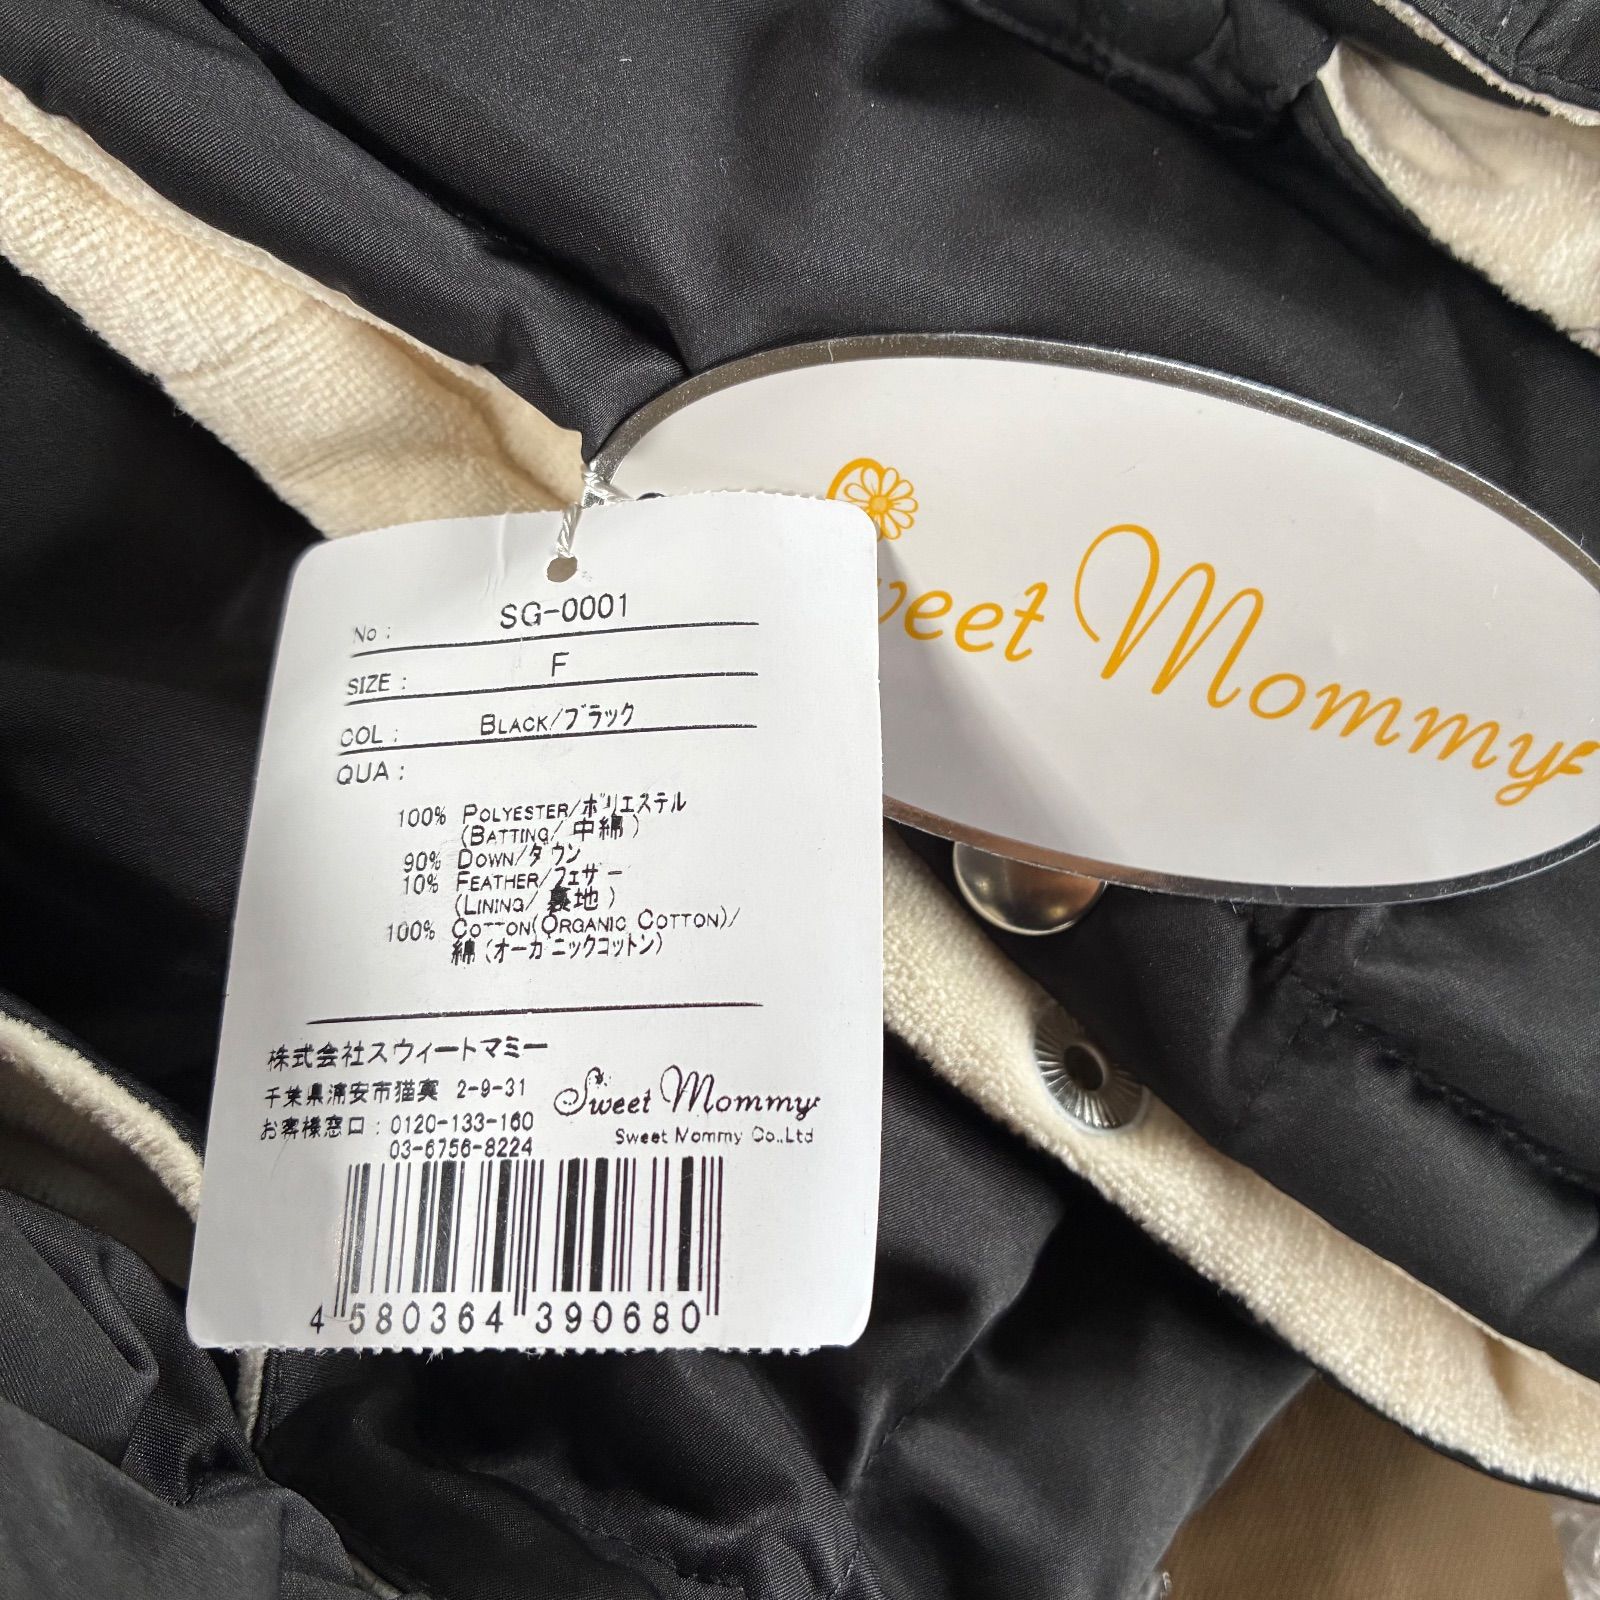 Sweet Mommy
No : SG-0001
SIZE : F
COL : BLACK/ブラック
QUA :
100% POLYESTER/ポリエステル
(BATTING/ 中綿 )
90% DOWN/ダウン
10% FEATHER/フェザー
(LINING/ 裏地 )
100% COTTON(ORGANIC COTTON)/
綿 (オーガニックコットン)
株式会社スウィートマミー
千葉県浦安市猫実 2-9-31
お客様窓口 : 0120-133-160
03-6756-8224
Sweet Mommy
Sweet Mommy Co.,Ltd
4 580364 390680